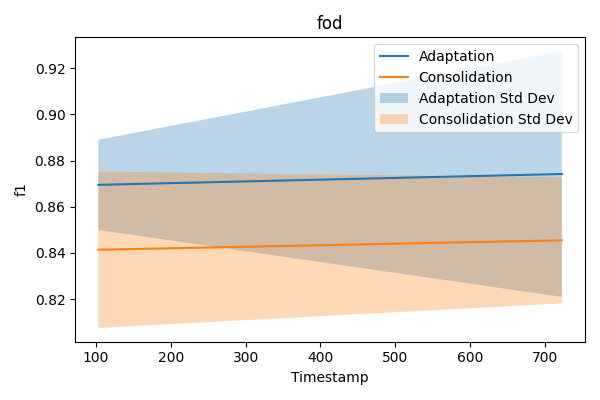 fod
Adaptation
Consolidation
Adaptation Std Dev
Consolidation Std Dev
f1
0.92
0.90
0.88
0.86
0.84
0.82
100 200 300 400 500 600 700
Timestamp